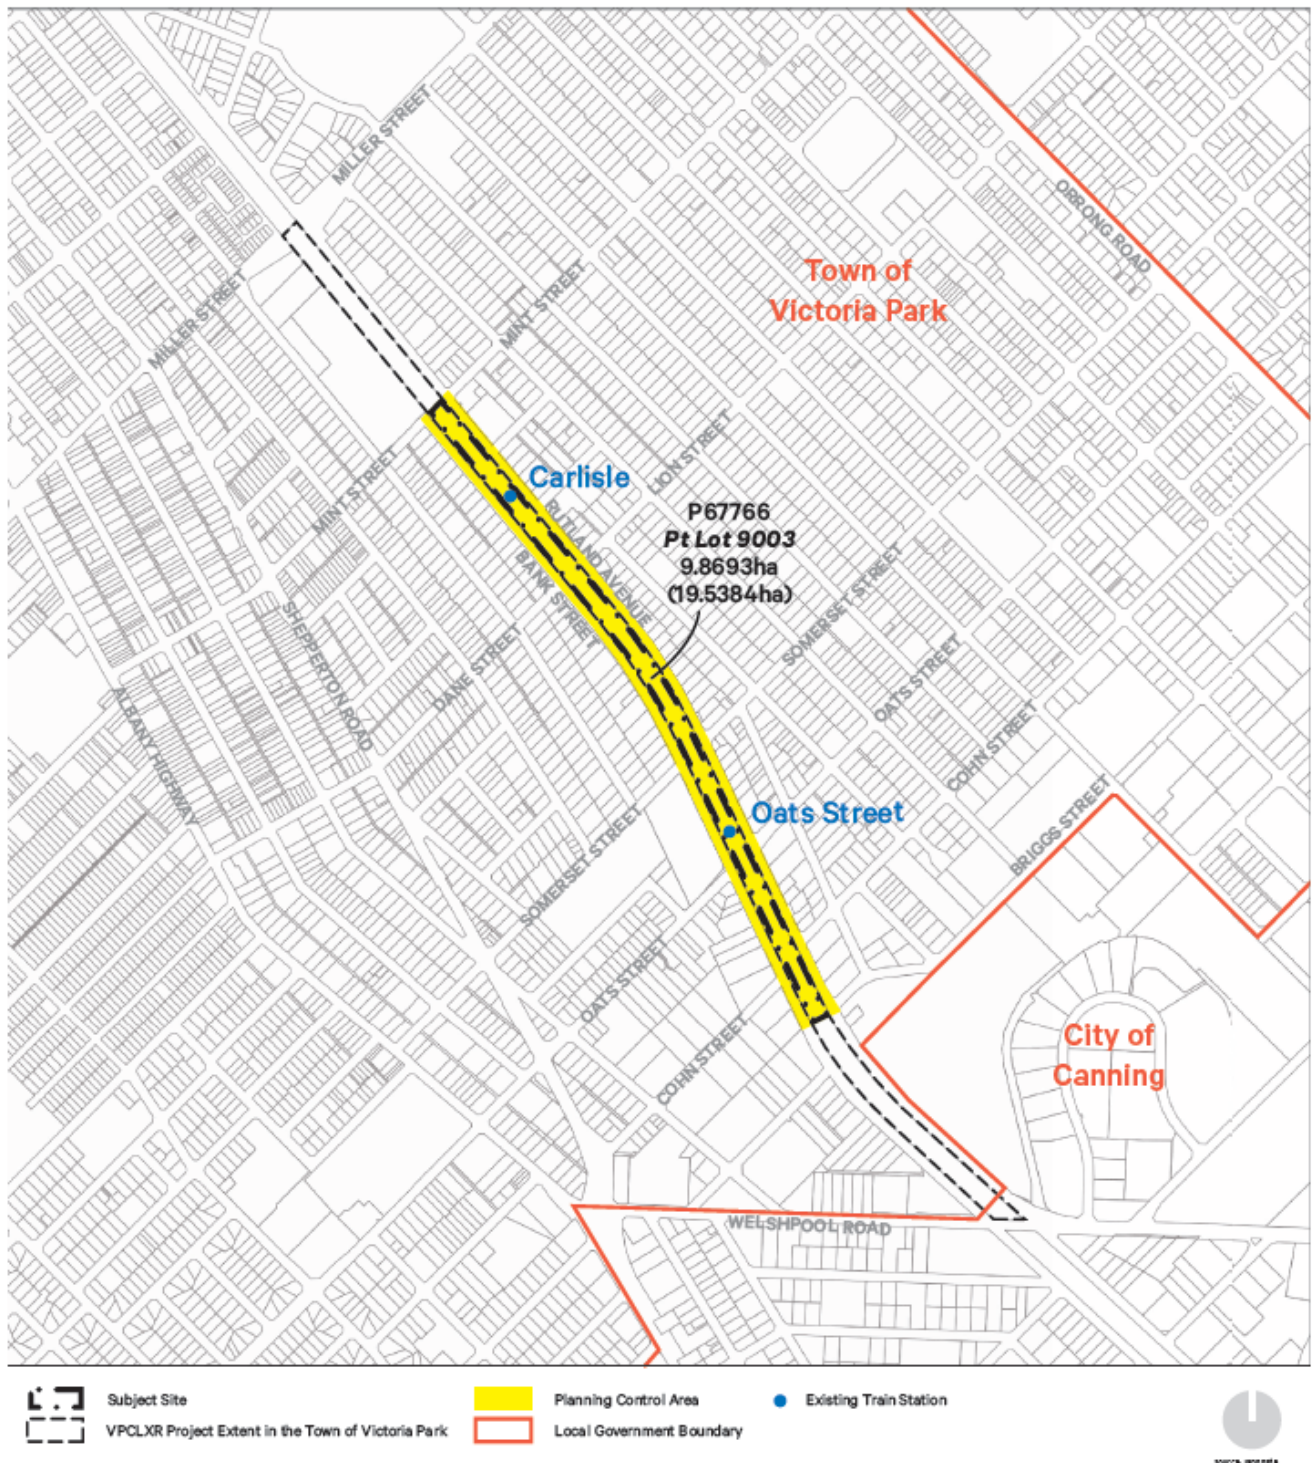 MILLER STREET
ORRONG ROAD
Town of
Victoria Park
MINT STREET
MILLER STREET
Carlisle
LION STREET
MINT STREET
RUTLAND AVENUE
P67766
Pt Lot 9003
9.8693ha
(19.5384ha)
BANK STREET
SOMERSET STREET
SHEPPERTON ROAD
DANE STREET
OATS STREET
ALBANY HIGHWAY
COHN STREET
Oats Street
BRIGGS STREET
SOMERSET STREET
OATS STREET
City of
Canning
COHN STREET
WELSHPOOL ROAD
Subject Site
Planning Control Area
Existing Train Station
VPCLXR Project Extent in the Town of Victoria Park
Local Government Boundary